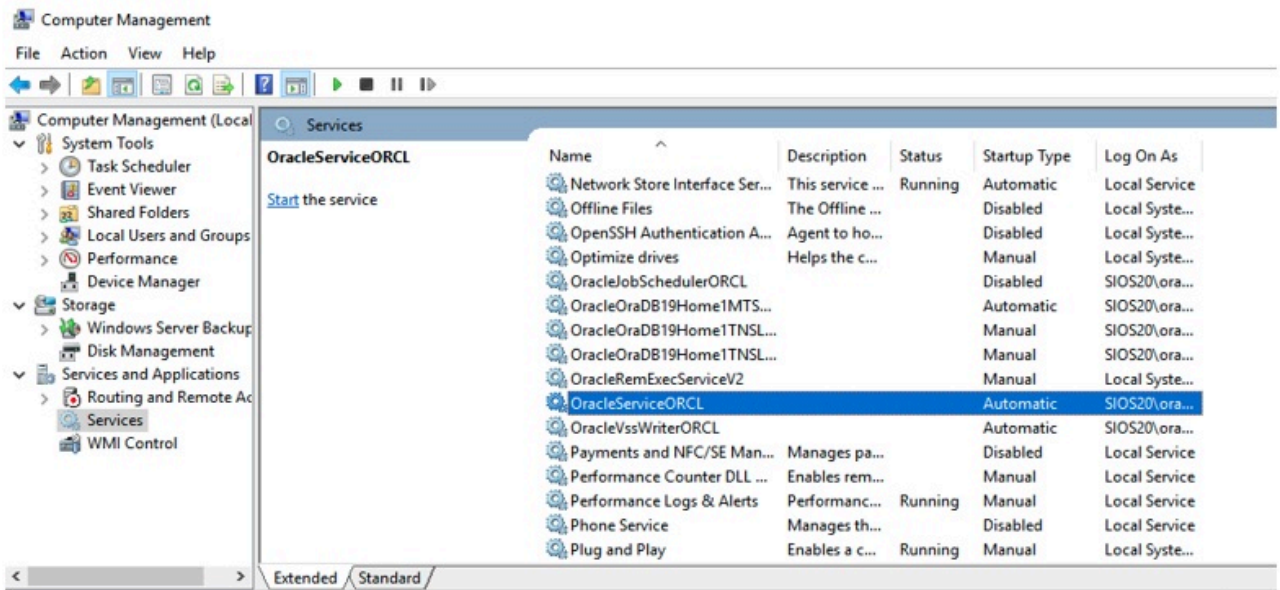 Computer Management
File Action View Help
Computer Management (Local
System Tools
Task Scheduler
Event Viewer
Shared Folders
Local Users and Groups
Performance
Device Manager
Storage
Windows Server Backup
Disk Management
Services and Applications
Routing and Remote Ac
Services
WMI Control
Services
OracleServiceORCL
Start the service
Name Description Status Startup Type Log On As
Network Store Interface Ser... This service ... Running Automatic Local Service
Offline Files The Offline ... Disabled Local Syste...
OpenSSH Authentication A... Agent to ho... Disabled Local Syste...
Optimize drives Helps the c... Manual Local Syste...
OracleJobSchedulerORCL Disabled SIOS20\ora...
OracleOraDB19Home1MTS... Automatic SIOS20\ora...
OracleOraDB19Home1TNSL... Manual SIOS20\ora...
OracleOraDB19Home1TNSL... Manual SIOS20\ora...
OracleRemExecServiceV2 Manual Local Syste...
OracleServiceORCL Automatic SIOS20\ora...
OracleVssWriterORCL Automatic SIOS20\ora...
Payments and NFC/SE Man... Manages pa... Disabled Local Service
Performance Counter DLL ... Enables rem... Manual Local Service
Performance Logs & Alerts Performanc... Running Manual Local Service
Phone Service Manages th... Disabled Local Service
Plug and Play Enables a c... Running Manual Local Syste...
Extended Standard